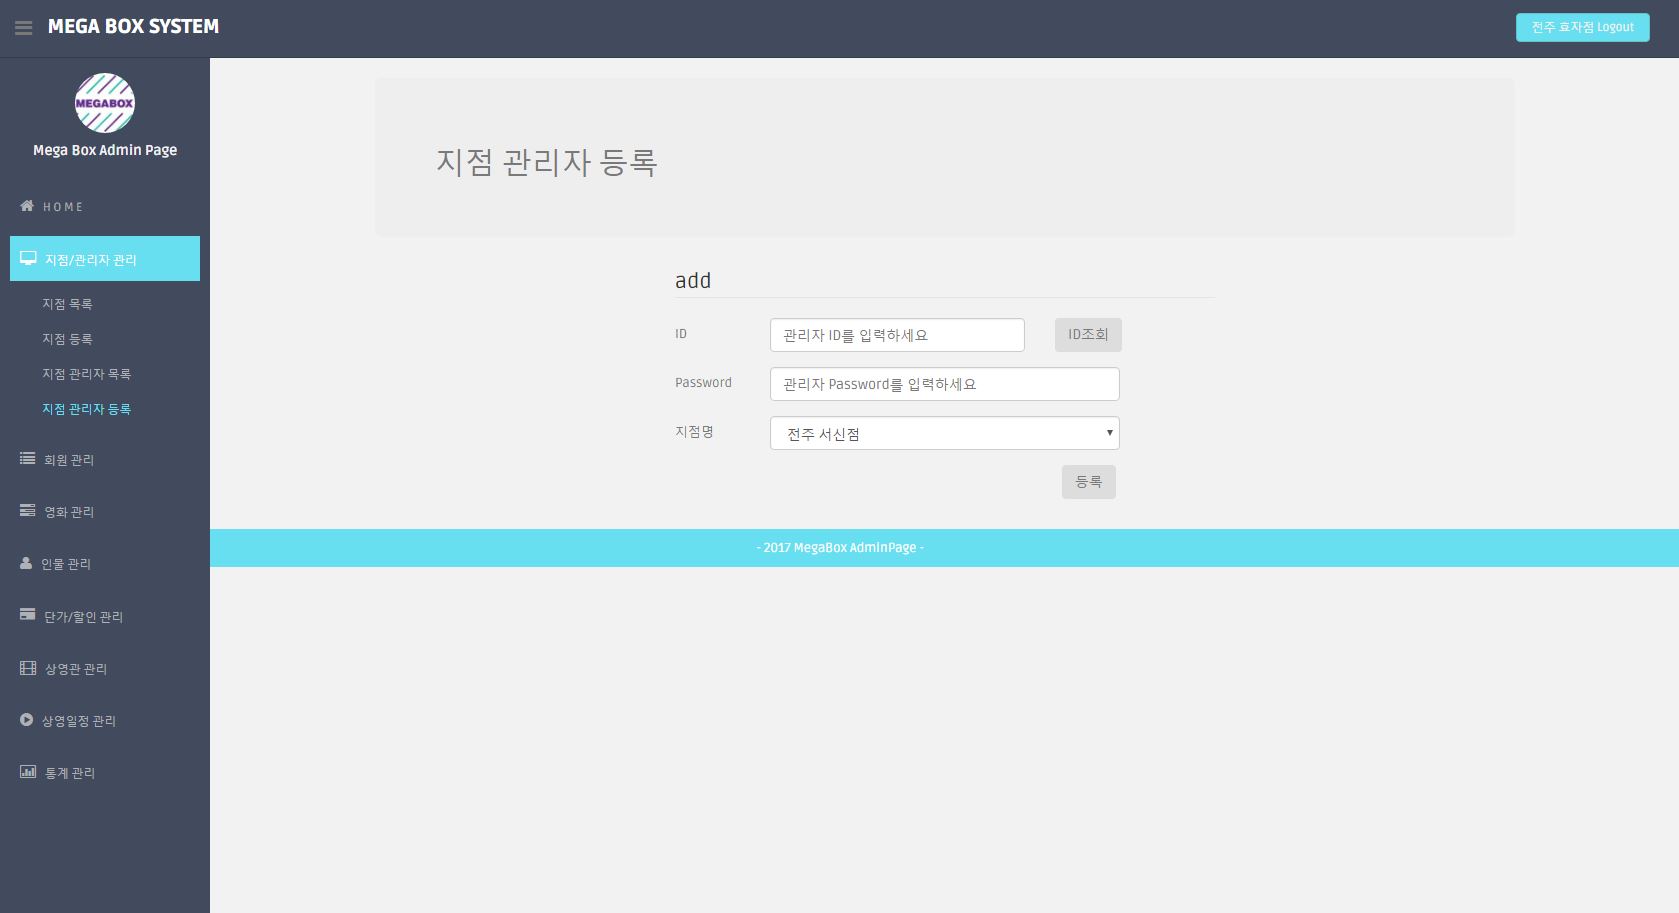 MEGA BOX SYSTEM
전주 효자점 Logout
MEGABOX
Mega Box Admin Page
HOME
지점/관리자 관리
지점 목록
지점 등록
지점 관리자 목록
지점 관리자 등록
회원 관리
영화 관리
인물 관리
단가/할인 관리
상영관 관리
상영일정 관리
통계 관리
지점 관리자 등록
add
ID
관리자 ID를 입력하세요
ID조회
Password
관리자 Password를 입력하세요
지점명
전주 서신점
등록
- 2017 MegaBox AdminPage -